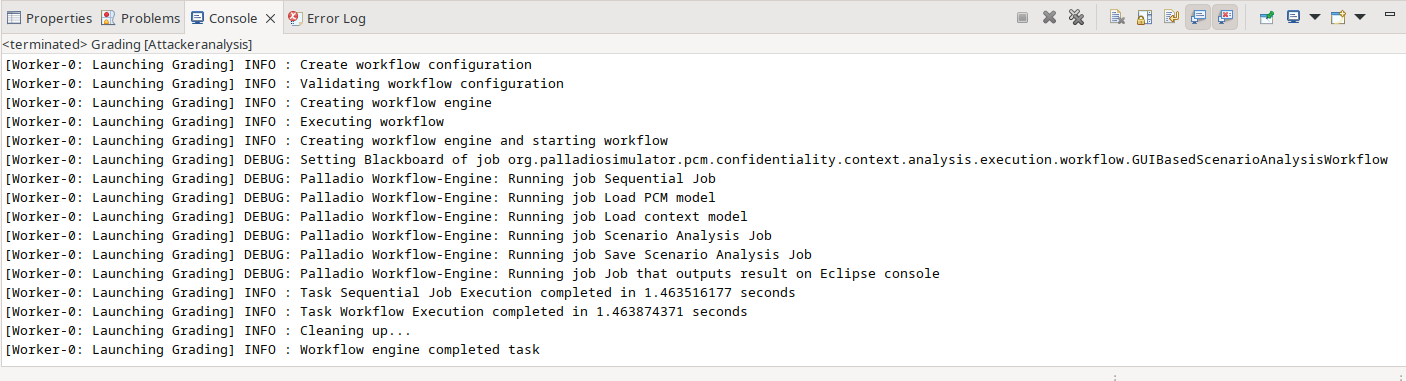 Properties Problems Console Error Log
<terminated> Grading [Attackeranalysis]
[Worker-0: Launching Grading] INFO : Create workflow configuration
[Worker-0: Launching Grading] INFO : Validating workflow configuration
[Worker-0: Launching Grading] INFO : Creating workflow engine
[Worker-0: Launching Grading] INFO : Executing workflow
[Worker-0: Launching Grading] INFO : Creating workflow engine and starting workflow
[Worker-0: Launching Grading] DEBUG: Setting Blackboard of job org.palladiosimulator.pcm.confidentiality.context.analysis.execution.workflow.GUIBasedScenarioAnalysisWorkflow
[Worker-0: Launching Grading] DEBUG: Palladio Workflow-Engine: Running job Sequential Job
[Worker-0: Launching Grading] DEBUG: Palladio Workflow-Engine: Running job Load PCM model
[Worker-0: Launching Grading] DEBUG: Palladio Workflow-Engine: Running job Load context model
[Worker-0: Launching Grading] DEBUG: Palladio Workflow-Engine: Running job Scenario Analysis Job
[Worker-0: Launching Grading] DEBUG: Palladio Workflow-Engine: Running job Save Scenario Analysis Job
[Worker-0: Launching Grading] DEBUG: Palladio Workflow-Engine: Running job Job that outputs result on Eclipse console
[Worker-0: Launching Grading] INFO : Task Sequential Job Execution completed in 1.463516177 seconds
[Worker-0: Launching Grading] INFO : Task Workflow Execution completed in 1.463874371 seconds
[Worker-0: Launching Grading] INFO : Cleaning up...
[Worker-0: Launching Grading] INFO : Workflow engine completed task